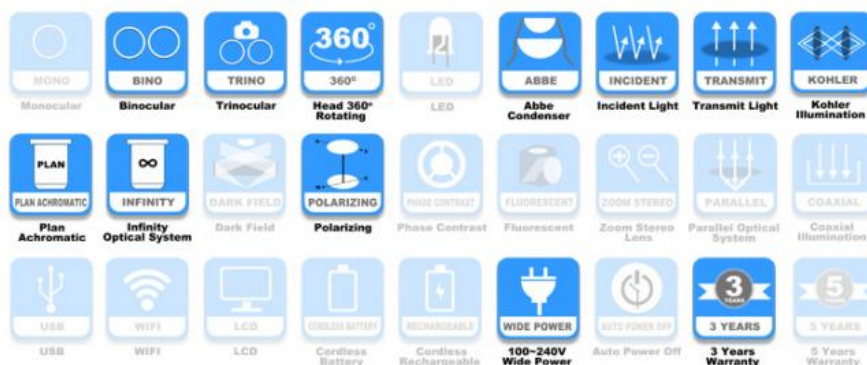 MONO BINO TRINO 360° 360° LED ABBE INCIDENT TRANSMIT KOHLER
Monocular Binocular Trinocular Head 360° LED Abbe Incident Light Transmit Light Kohler
Rotating Condenser Illumination
PLAN ∞
PLAN ACHROMATIC INFINITY DARK FIELD POLARIZING PHASE CONTRAST FLUORESCENT ZOOM STEREO PARALLEL COAXIAL
Plan Infinity Dark Field Polarizing Phase Contrast Fluorescent Zoom Stereo Parallel Optical Coaxial
Achromatic Optical System Lens System Illumination
3 5
YEARS YEARS
USB WIFI LCD CORDLESS BATTERY RECHARGEABLE WIDE POWER AUTO POWER OFF 3 YEARS 5 YEARS
USB WIFI LCD Cordless Cordless 100~240V Auto Power Off 3 Years 5 Years
Battery Rechargeable Wide Power Warranty Warranty